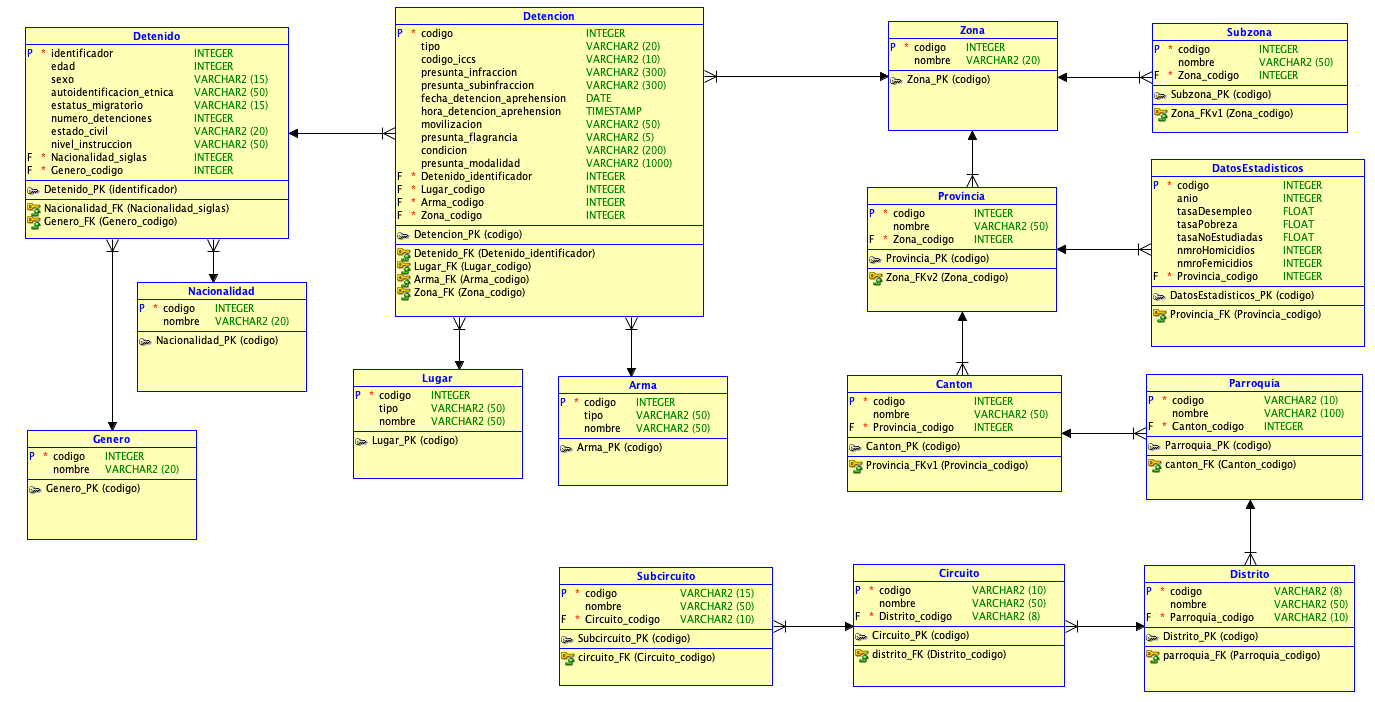 Detenido
P * identificador INTEGER
edad INTEGER
sexo VARCHAR2 (15)
autoidentificacion_etnica VARCHAR2 (50)
estatus_migratorio VARCHAR2 (15)
numero_detenciones INTEGER
estado_civil VARCHAR2 (20)
nivel_instruccion VARCHAR2 (50)
F * Nacionalidad_siglas INTEGER
F * Genero_codigo INTEGER
Detenido_PK (identificador)
Nacionalidad_FK (Nacionalidad_siglas)
Genero_FK (Genero_codigo)
Detencion
P * codigo INTEGER
tipo VARCHAR2 (20)
codigo_iccs VARCHAR2 (10)
presunta_infraccion VARCHAR2 (300)
presunta_subinfraccion VARCHAR2 (300)
fecha_detencion_aprehension DATE
hora_detencion_aprehension TIMESTAMP
movilizacion VARCHAR2 (50)
presunta_flagrancia VARCHAR2 (5)
condicion VARCHAR2 (200)
presunta_modalidad VARCHAR2 (1000)
F * Detenido_identificador INTEGER
F * Lugar_codigo INTEGER
F * Arma_codigo INTEGER
F * Zona_codigo INTEGER
Detencion_PK (codigo)
Detenido_FK (Detenido_identificador)
Lugar_FK (Lugar_codigo)
Arma_FK (Arma_codigo)
Zona_FK (Zona_codigo)
Zona
P * codigo INTEGER
nombre VARCHAR2 (20)
Zona_PK (codigo)
Subzona
P * codigo INTEGER
nombre VARCHAR2 (50)
F * Zona_codigo INTEGER
Subzona_PK (codigo)
Zona_FKv1 (Zona_codigo)
Provincia
P * codigo INTEGER
nombre VARCHAR2 (50)
F * Zona_codigo INTEGER
Provincia_PK (codigo)
Zona_FKv2 (Zona_codigo)
DatosEstadisticos
P * codigo INTEGER
anio INTEGER
tasaDesempleo FLOAT
tasaPobreza FLOAT
tasaNoEstudiadas FLOAT
nmroHomicidios INTEGER
nmroFemicidios INTEGER
F * Provincia_codigo INTEGER
DatosEstadisticos_PK (codigo)
Provincia_FK (Provincia_codigo)
Nacionalidad
P * codigo INTEGER
nombre VARCHAR2 (20)
Nacionalidad_PK (codigo)
Lugar
P * codigo INTEGER
tipo VARCHAR2 (50)
nombre VARCHAR2 (50)
Lugar_PK (codigo)
Arma
P * codigo INTEGER
tipo VARCHAR2 (50)
nombre VARCHAR2 (50)
Arma_PK (codigo)
Canton
P * codigo INTEGER
nombre VARCHAR2 (50)
F * Provincia_codigo INTEGER
Canton_PK (codigo)
Provincia_FKv1 (Provincia_codigo)
Parroquia
P * codigo VARCHAR2 (10)
nombre VARCHAR2 (100)
F * Canton_codigo INTEGER
Parroquia_PK (codigo)
canton_FK (Canton_codigo)
Genero
P * codigo INTEGER
nombre VARCHAR2 (20)
Genero_PK (codigo)
Subcircuito
P * codigo VARCHAR2 (15)
nombre VARCHAR2 (50)
F * Circuito_codigo VARCHAR2 (10)
Subcircuito_PK (codigo)
circuito_FK (Circuito_codigo)
Circuito
P * codigo VARCHAR2 (10)
nombre VARCHAR2 (50)
F * Distrito_codigo VARCHAR2 (8)
Circuito_PK (codigo)
distrito_FK (Distrito_codigo)
Distrito
P * codigo VARCHAR2 (8)
nombre VARCHAR2 (50)
F * Parroquia_codigo VARCHAR2 (10)
Distrito_PK (codigo)
parroquia_FK (Parroquia_codigo)